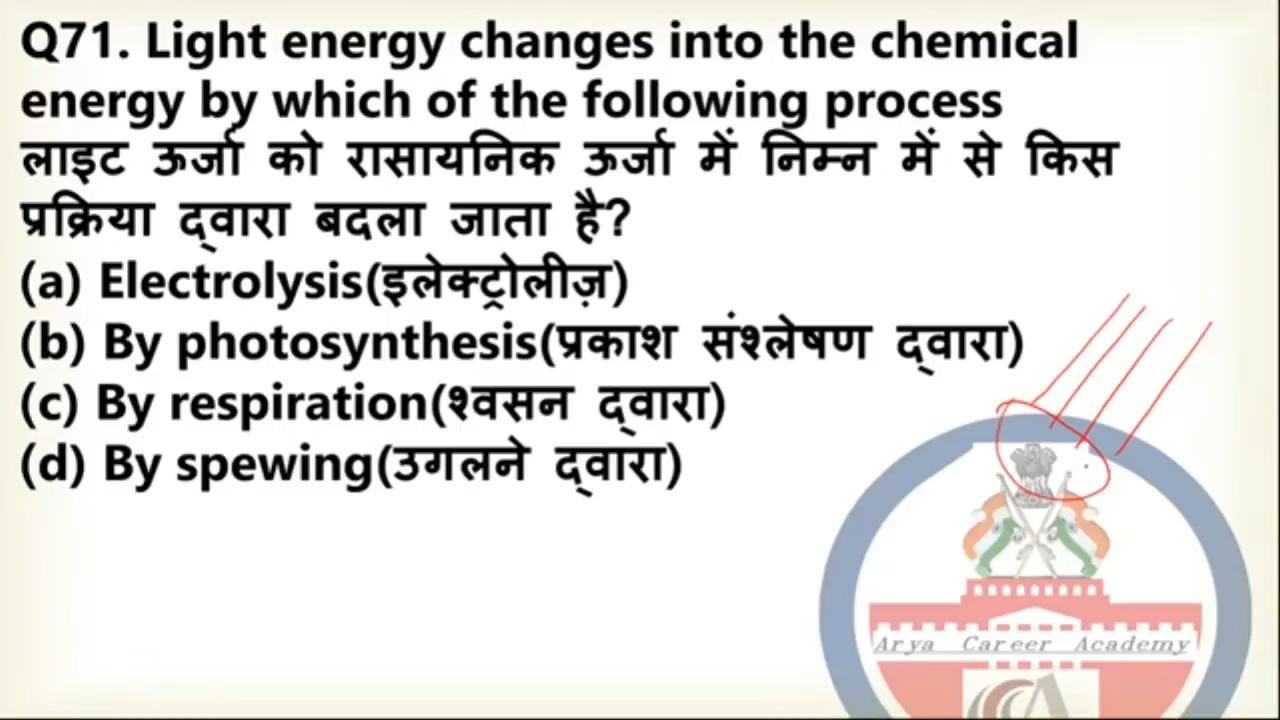 Q71. Light energy changes into the chemical
energy by which of the following process
लाइट ऊर्जा को रासायनिक ऊर्जा में निम्न में से किस
प्रक्रिया द्वारा बदला जाता है?
(a) Electrolysis(इलेक्ट्रोलीज़)
(b) By photosynthesis(प्रकाश संश्लेषण द्वारा)
(c) By respiration(श्वसन द्वारा)
(d) By spewing(उगलने द्वारा)
Arya Career Academy